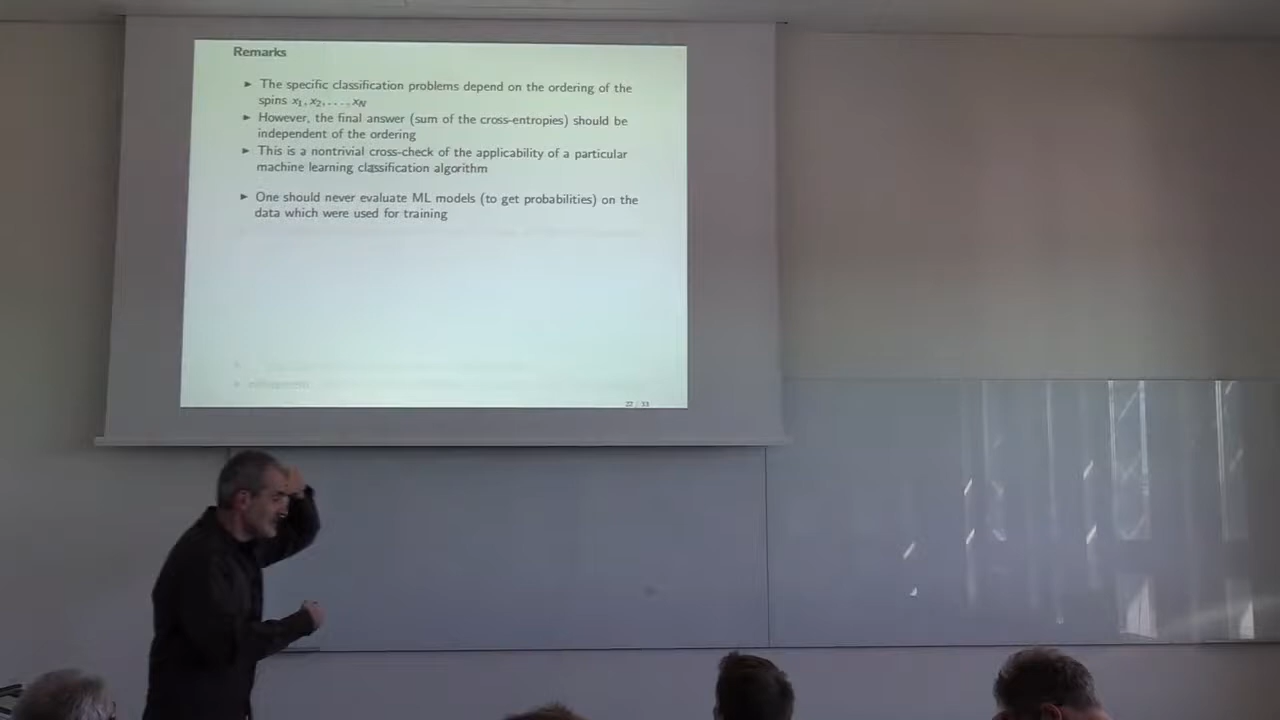 Remarks
► The specific classification problems depend on the ordering of the
spins x₁, x₂, . . . , x_N
► However, the final answer (sum of the cross-entropies) should be
independent of the ordering
► This is a nontrivial cross-check of the applicability of a particular
machine learning classification algorithm
► One should never evaluate ML models (to get probabilities) on the
data which were used for training
22 / 33